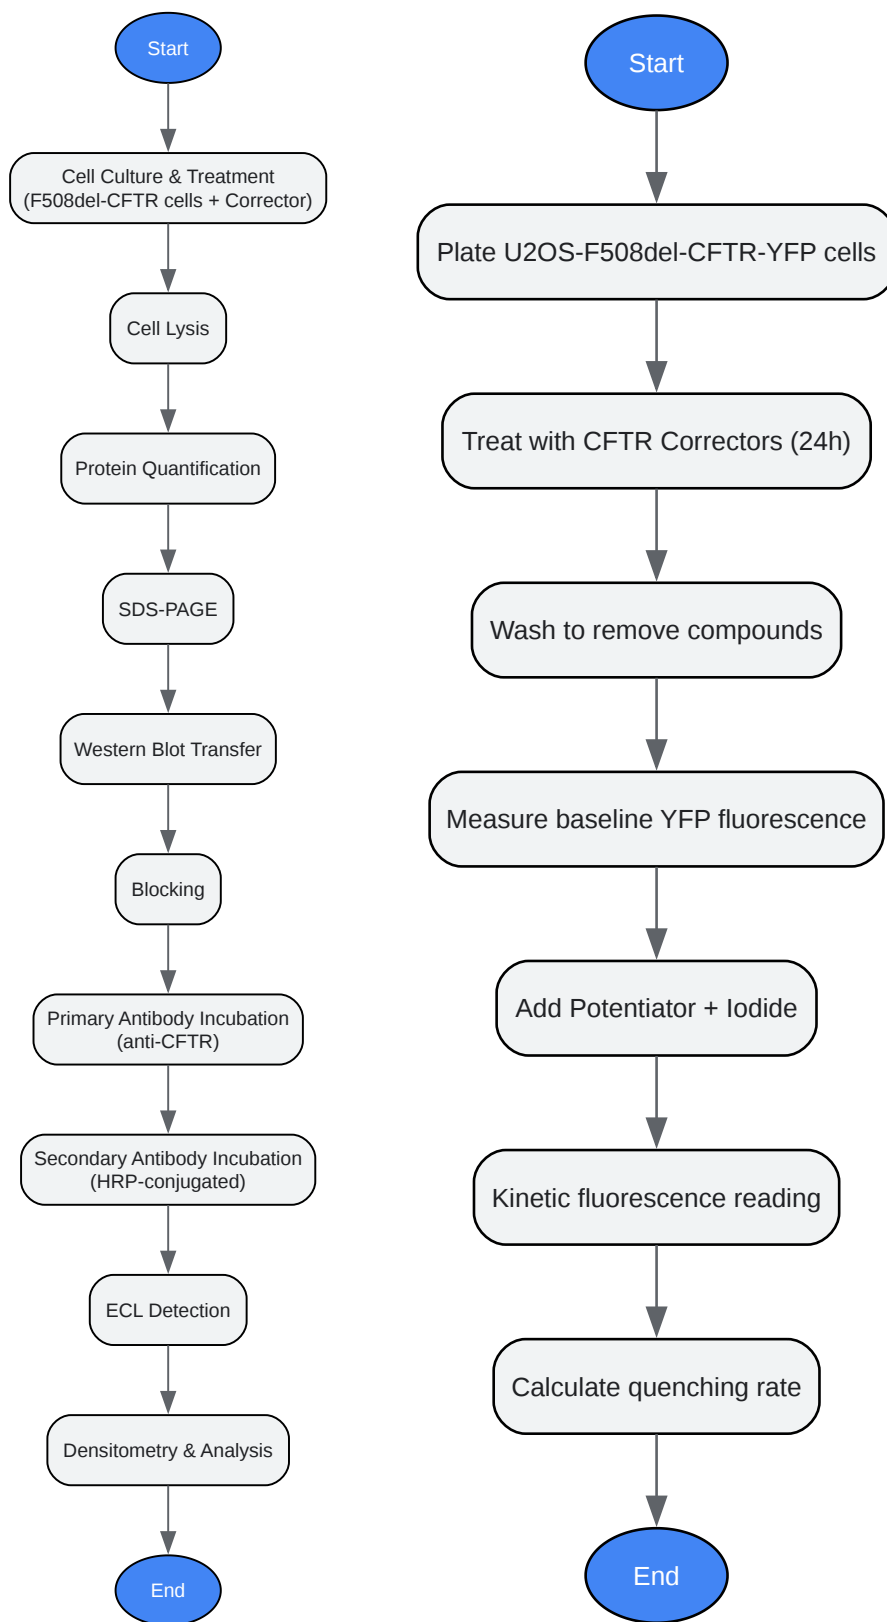 Start
Cell Culture & Treatment
(F508del-CFTR cells + Corrector)
Cell Lysis
Protein Quantification
SDS-PAGE
Western Blot Transfer
Blocking
Primary Antibody Incubation
(anti-CFTR)
Secondary Antibody Incubation
(HRP-conjugated)
ECL Detection
Densitometry & Analysis
End
Start
Plate U2OS-F508del-CFTR-YFP cells
Treat with CFTR Correctors (24h)
Wash to remove compounds
Measure baseline YFP fluorescence
Add Potentiator + Iodide
Kinetic fluorescence reading
Calculate quenching rate
End